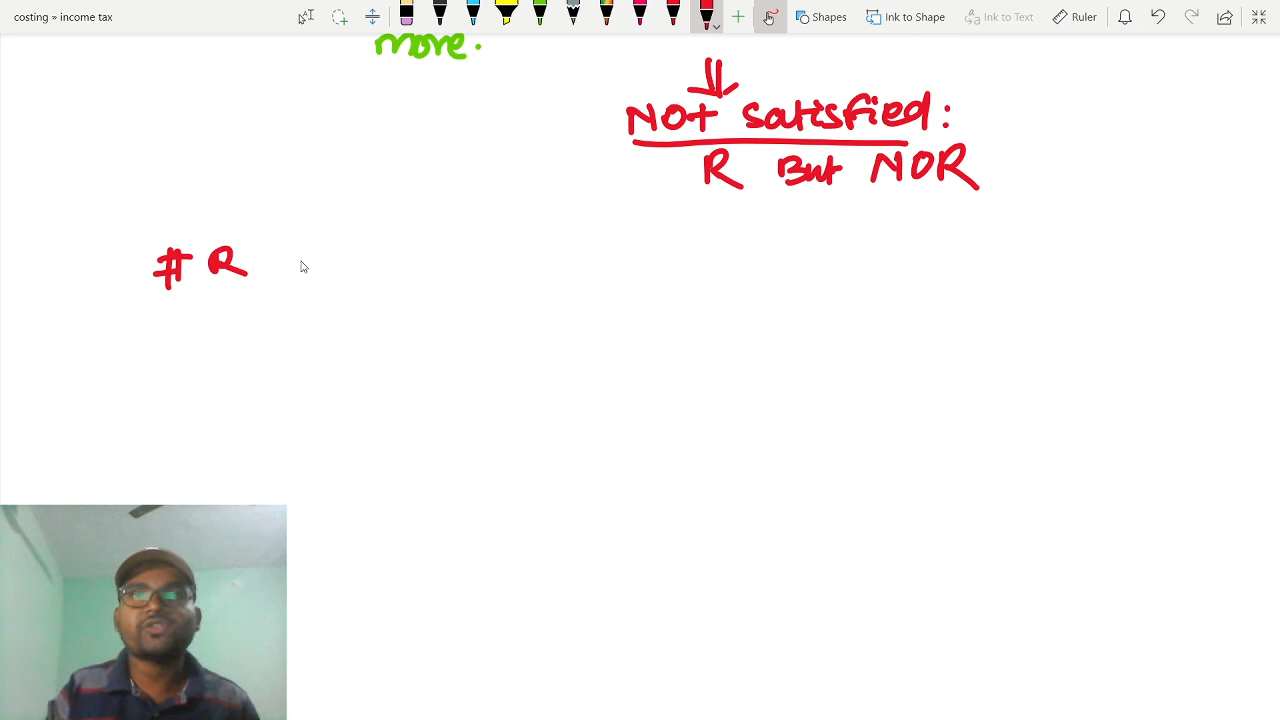 costing » income tax
Shapes Ink to Shape Ink to Text Ruler
more.
NOT satisfied:
R But NOR
# R